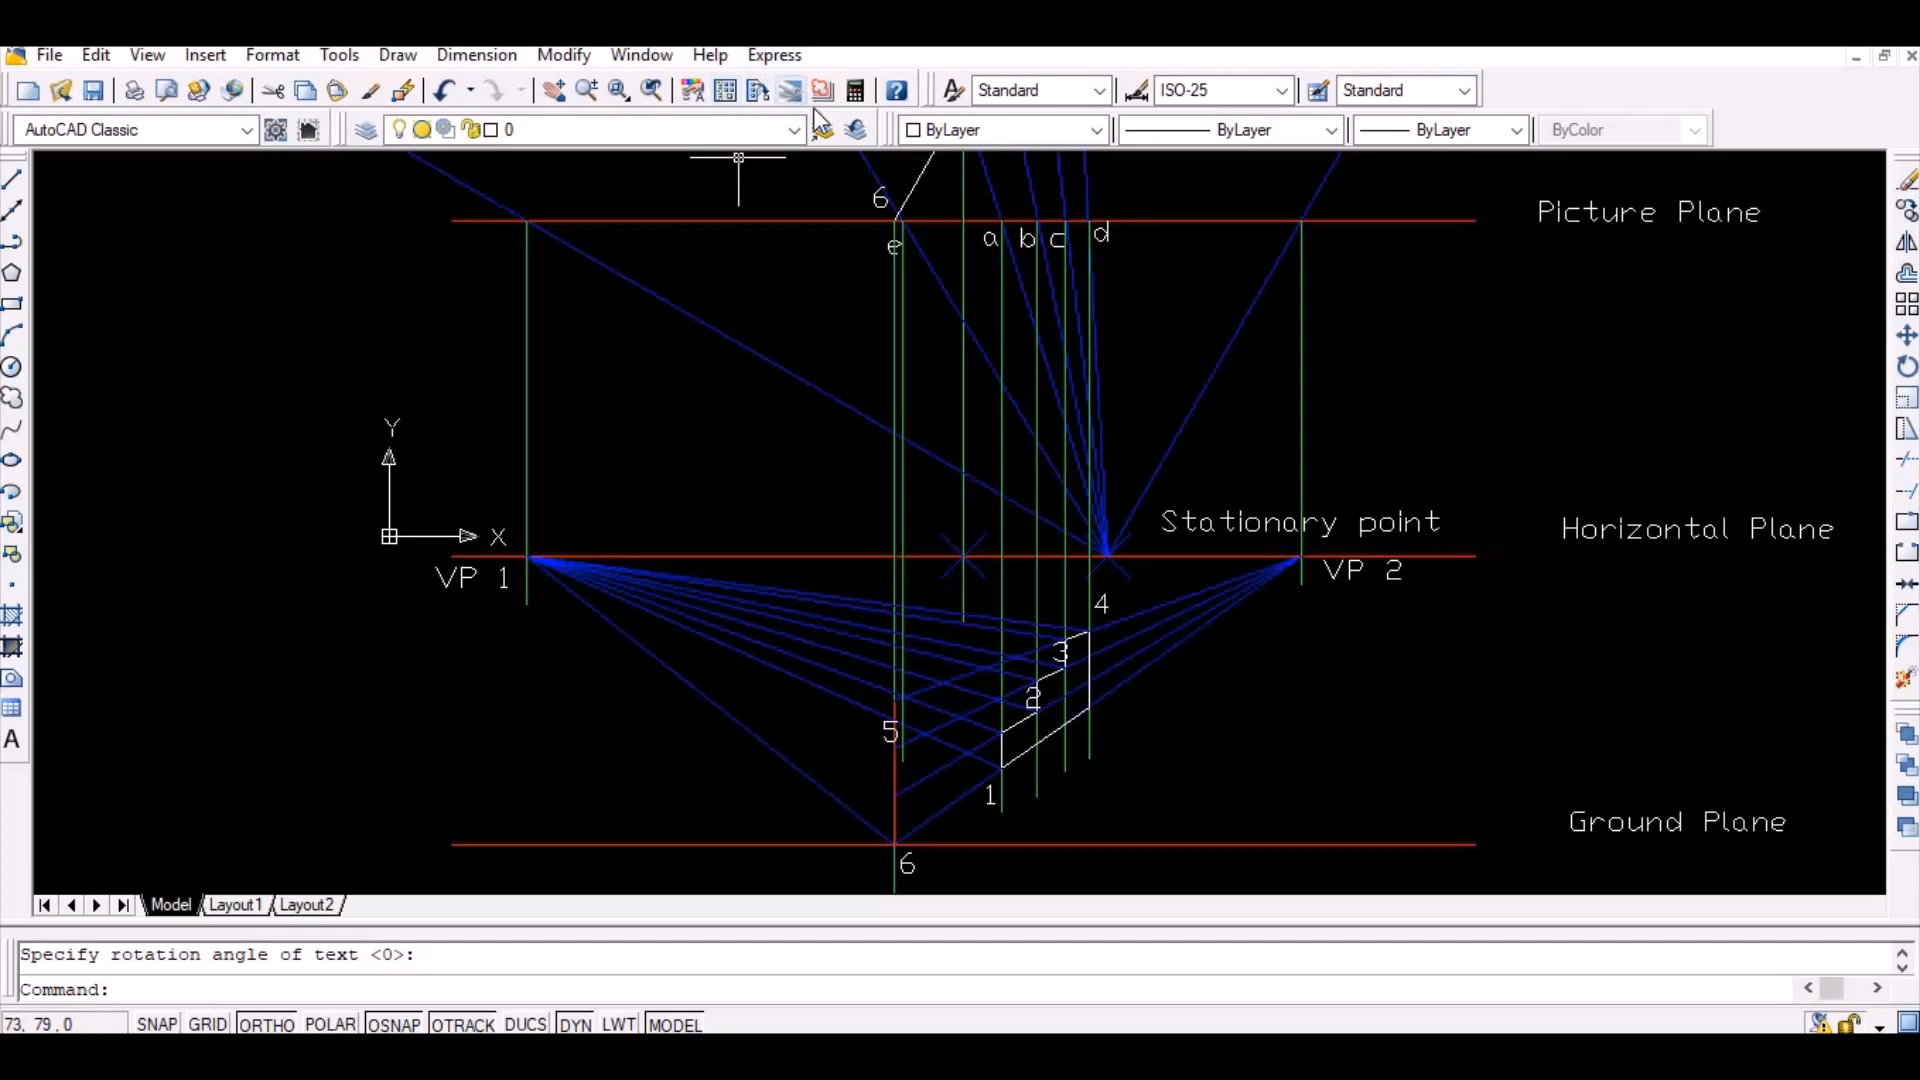 File Edit View Insert Format Tools Draw Dimension Modify Window Help Express
Standard ISO-25 Standard
AutoCAD Classic 0 ByLayer ByLayer ByLayer ByColor
6 Picture Plane
e a b c d
Y
X Stationary point Horizontal Plane
VP 1 VP 2
4
3
2
5
1
Ground Plane
6
Model Layout1 Layout2
Specify rotation angle of text <0>:
Command:
73, 79, 0 SNAP GRID ORTHO POLAR OSNAP OTRACK DUCS DYN LWT MODEL